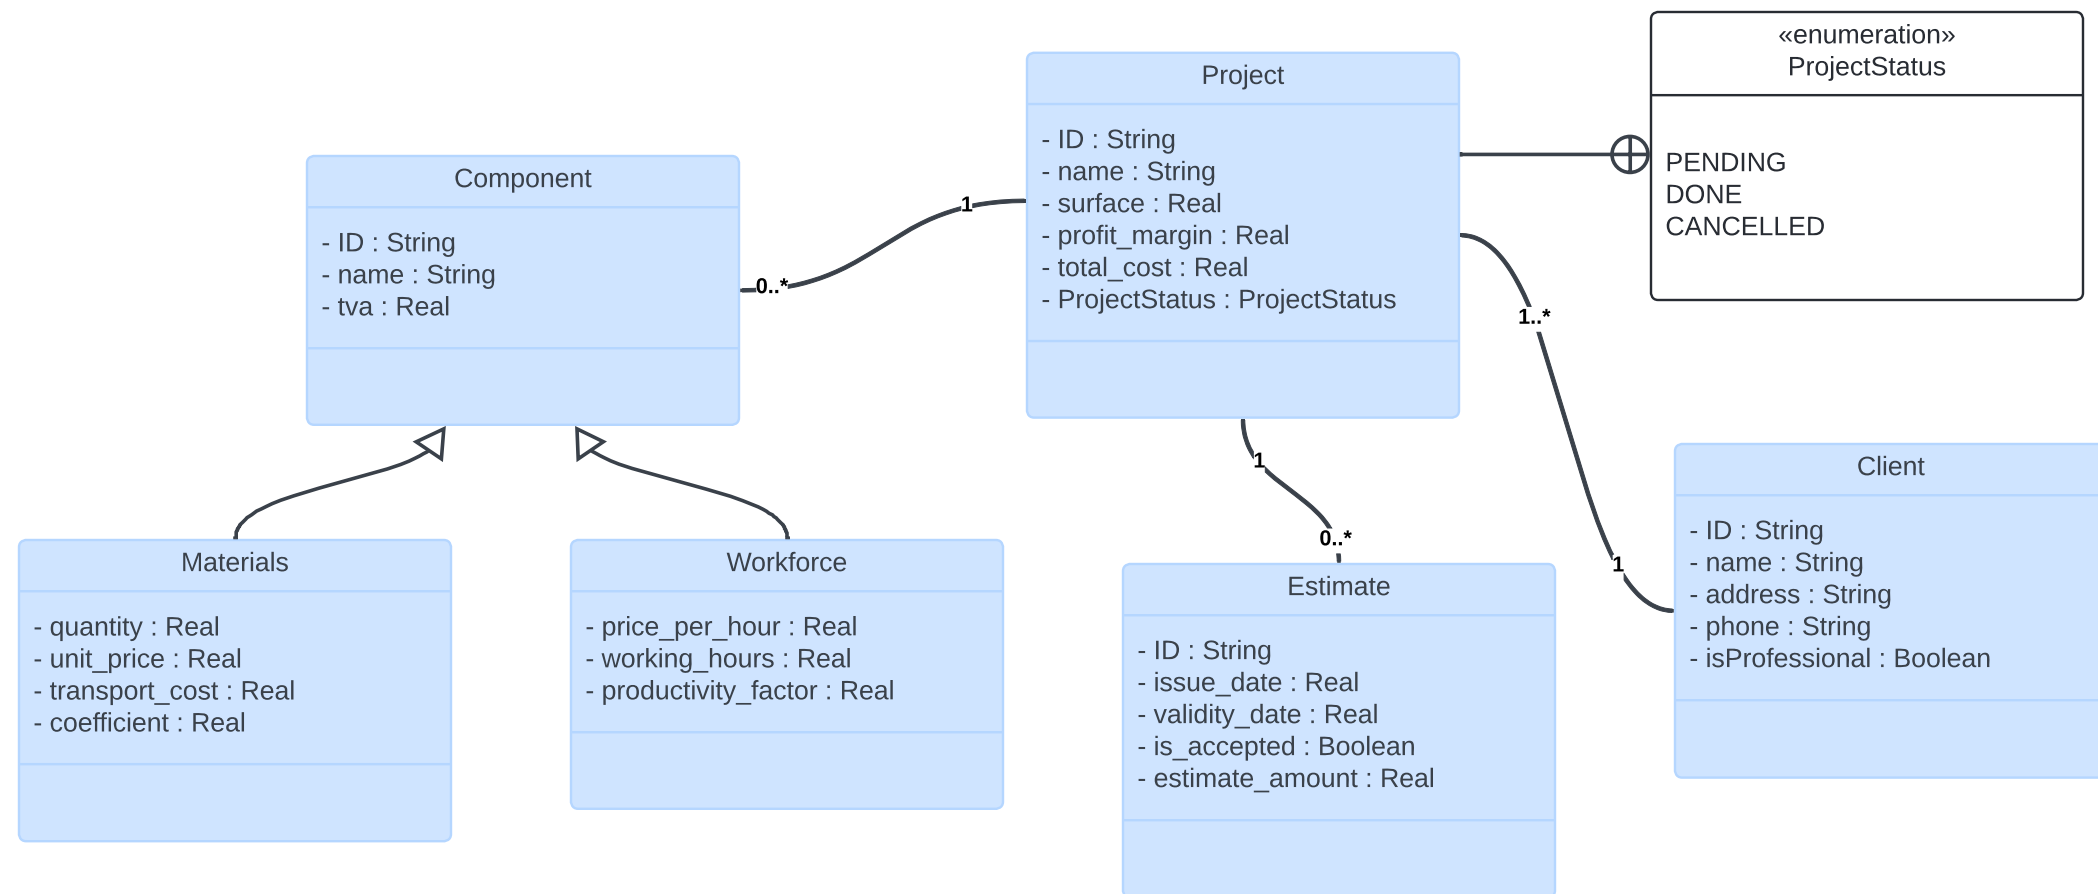 «enumeration»
ProjectStatus
PENDING
DONE
CANCELLED
Project
- ID : String
- name : String
- surface : Real
- profit_margin : Real
- total_cost : Real
- ProjectStatus : ProjectStatus
Component
- ID : String
- name : String
- tva : Real
1
0..*
1..*
1
1
0..*
Client
- ID : String
- name : String
- address : String
- phone : String
- isProfessional : Boolean
Materials
- quantity : Real
- unit_price : Real
- transport_cost : Real
- coefficient : Real
Workforce
- price_per_hour : Real
- working_hours : Real
- productivity_factor : Real
Estimate
- ID : String
- issue_date : Real
- validity_date : Real
- is_accepted : Boolean
- estimate_amount : Real